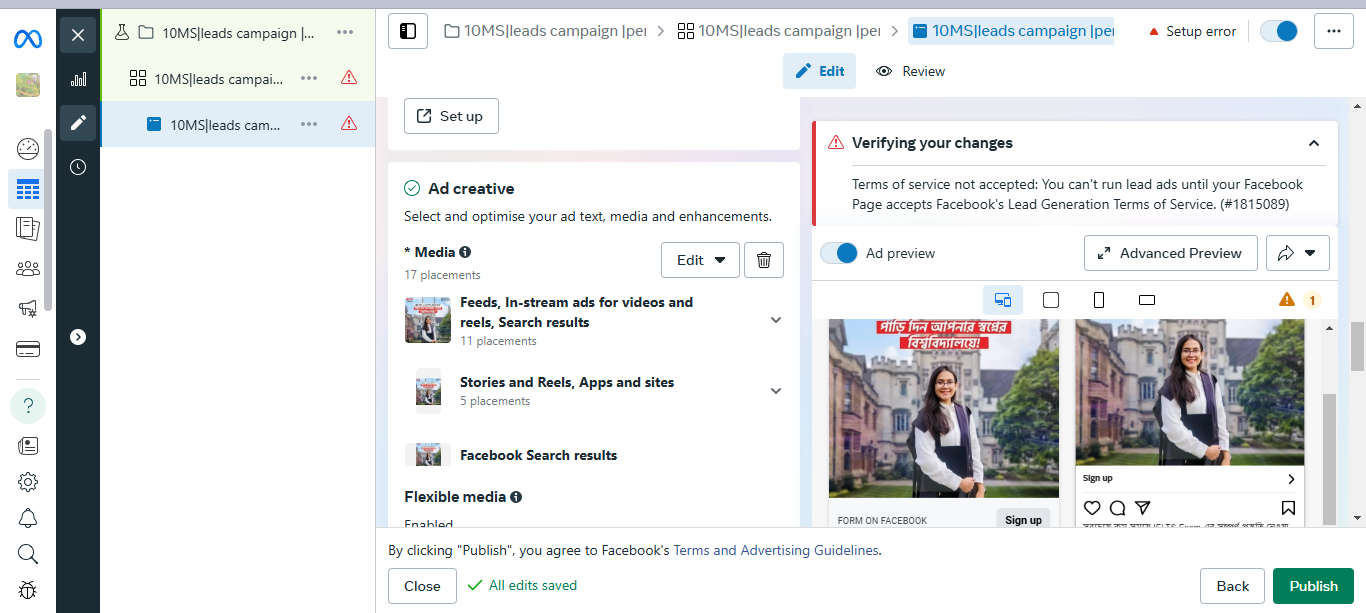 10MS|leads campaign |...
10MS|leads campai...
10MS|leads cam...
10MS|leads campaign |per
10MS|leads campaign |per
10MS|leads campaign |per
Setup error
Edit
Review
Set up
Ad creative
Select and optimise your ad text, media and enhancements.
* Media
17 placements
Edit
Feeds, In-stream ads for videos and
reels, Search results
11 placements
Stories and Reels, Apps and sites
5 placements
Facebook Search results
Flexible media
Enabled
Verifying your changes
Terms of service not accepted: You can't run lead ads until your Facebook
Page accepts Facebook's Lead Generation Terms of Service. (#1815089)
Ad preview
Advanced Preview
1
পাড়ি দিন আপনার স্বপ্নের
বিশ্ববিদ্যালয়ে!
FORM ON FACEBOOK
Sign up
Sign up
By clicking "Publish", you agree to Facebook's Terms and Advertising Guidelines.
Close
All edits saved
Back
Publish